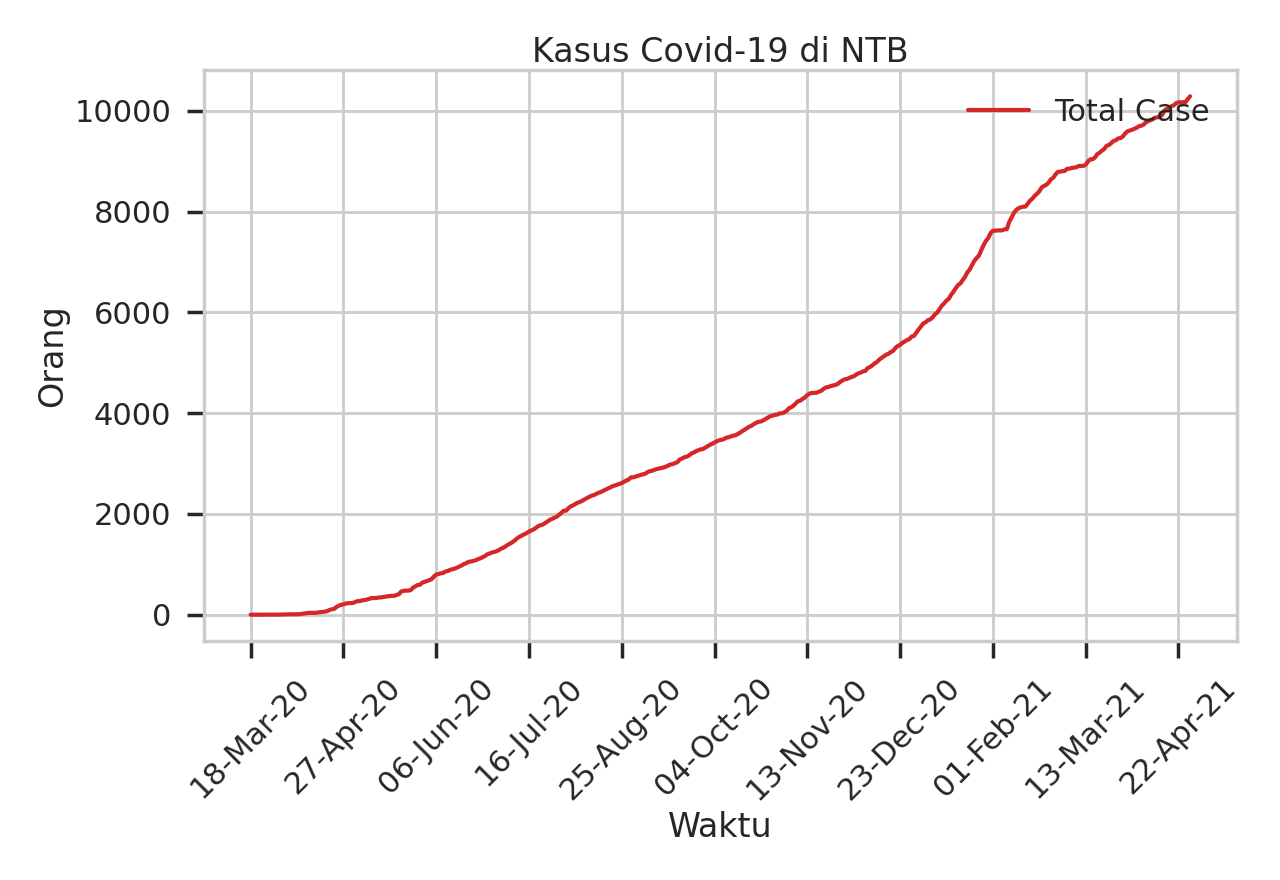 Kasus Covid-19 di NTB
Total Case
10000
8000
6000
4000
2000
0
Orang
18-Mar-20
27-Apr-20
06-Jun-20
16-Jul-20
25-Aug-20
04-Oct-20
13-Nov-20
23-Dec-20
01-Feb-21
13-Mar-21
22-Apr-21
Waktu